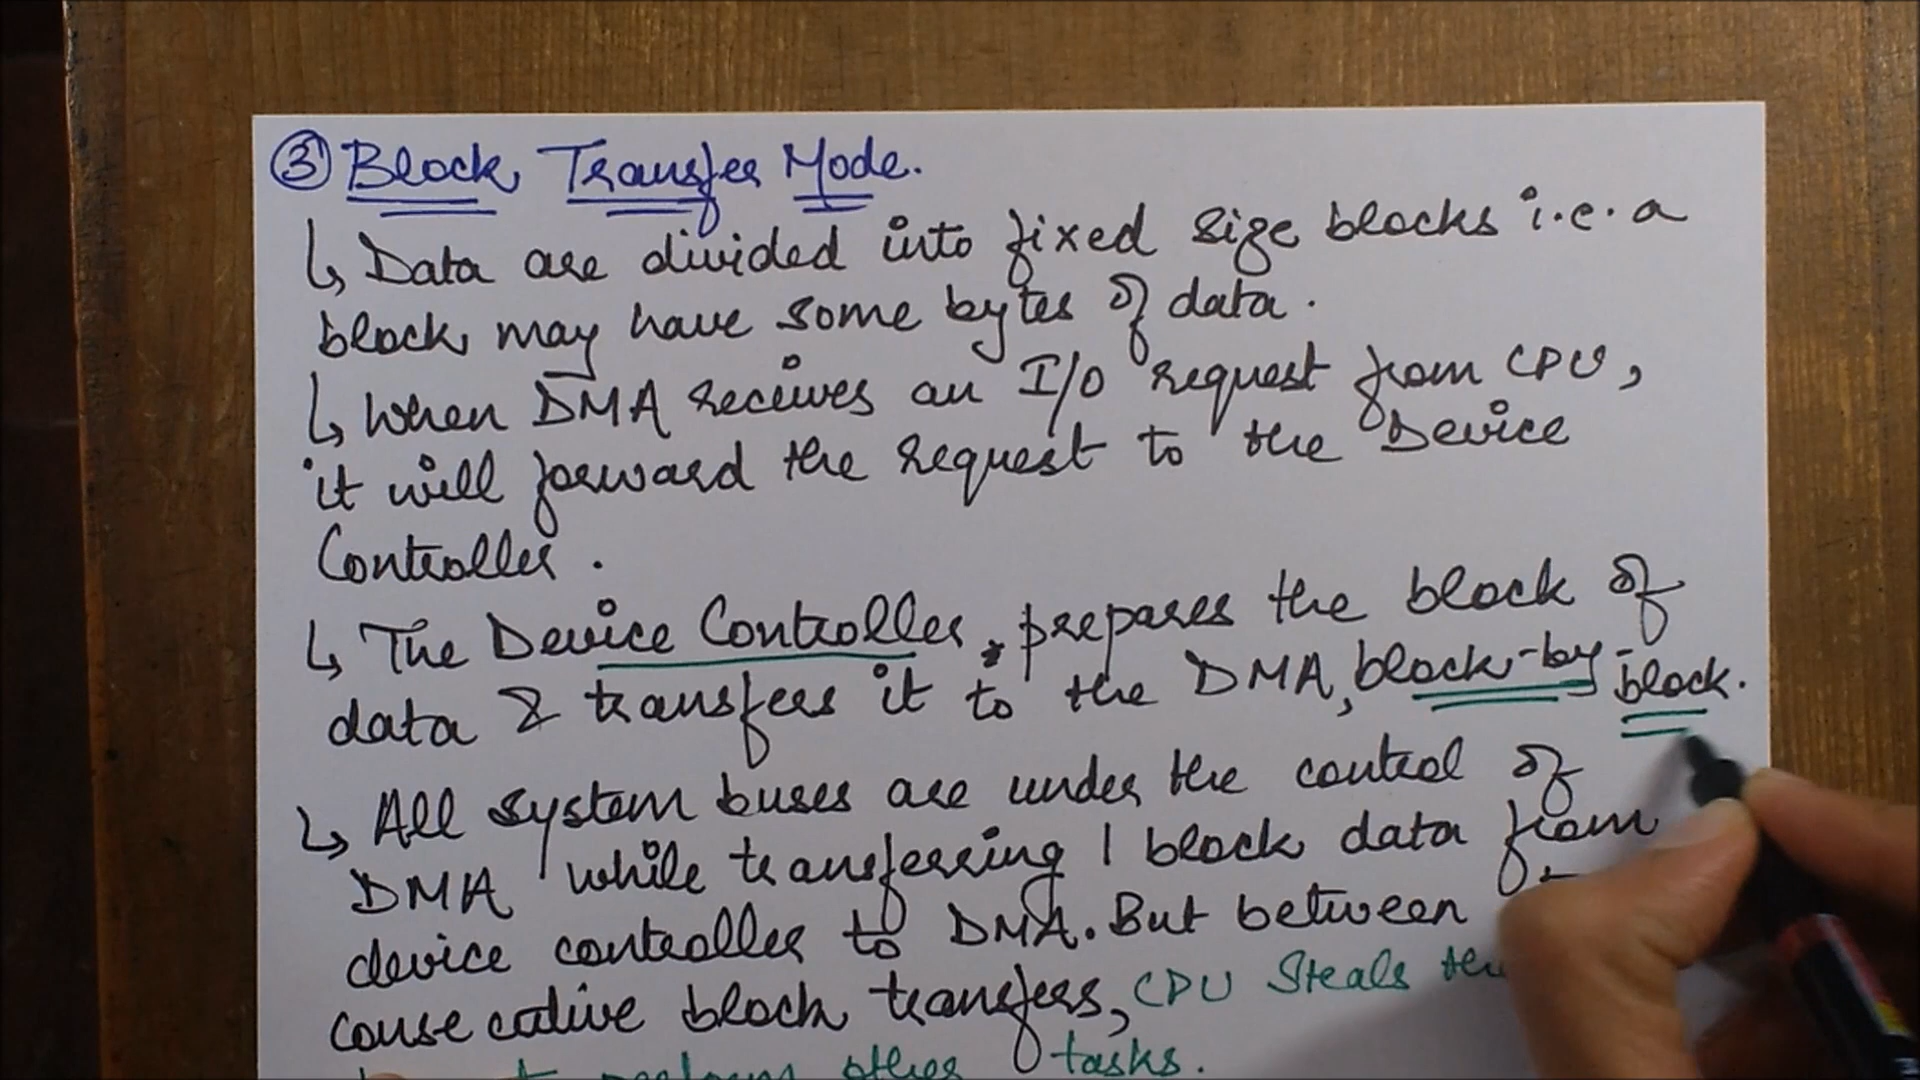 ③ Block Transfer Mode.
↳ Data are divided into fixed size blocks i.e. a
block may have some bytes of data.
↳ When DMA receives an I/O request from CPU,
it will forward the request to the Device
Controller.
↳ The Device Controller prepares the block of
data & transfers it to the DMA, block-by-
block.
↳ All system buses are under the control of
DMA while transferring 1 block data from
device controller to DMA. But between
consecutive block transfers, CPU Steals the
perform other tasks.